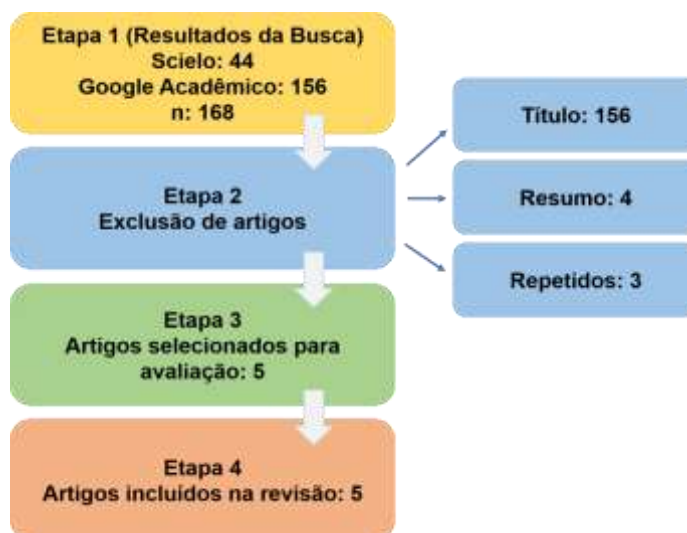 Etapa 1 (Resultados da Busca)
Scielo: 44
Google Acadêmico: 156
n: 168
Etapa 2
Exclusão de artigos
Título: 156
Resumo: 4
Repetidos: 3
Etapa 3
Artigos selecionados para
avaliação: 5
Etapa 4
Artigos incluídos na revisão: 5